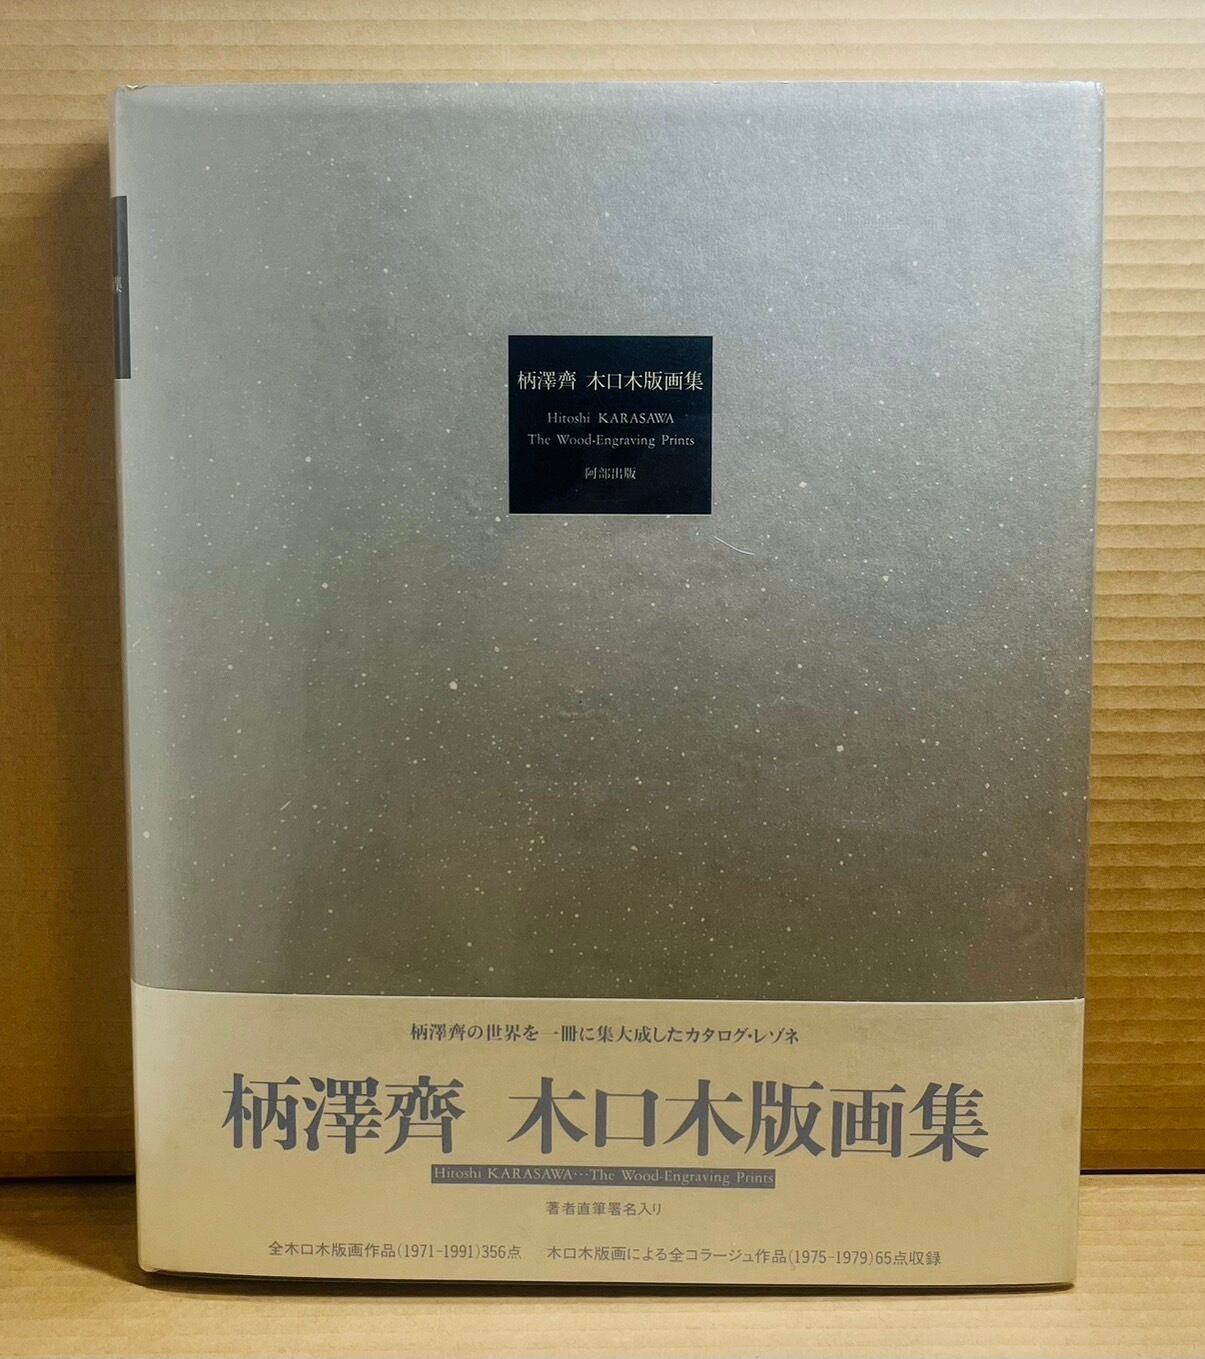 集
柄澤齊 木口木版画集
Hitoshi KARASAWA
The Wood-Engraving Prints
阿部出版
柄澤齊の世界を一冊に集大成したカタログ・レゾネ
柄澤齊 木口木版画集
Hitoshi KARASAWA…The Wood-Engraving Prints
著者直筆署名入り
全木口木版画作品(1971-1991)356点 木口木版画による全コラージュ作品(1975-1979)65点収録